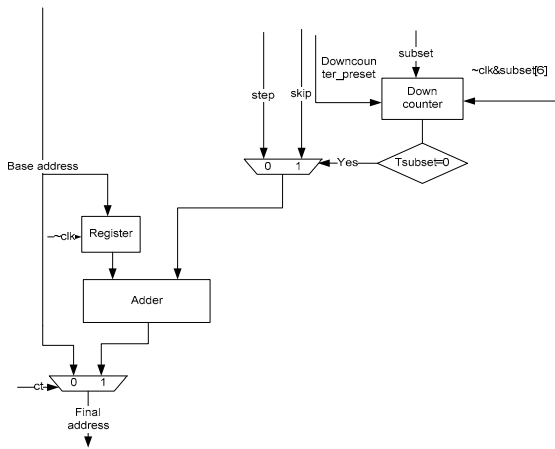 subset
Downcoun
ter_preset
~clk&subset[6]
step
skip
Down
counter
0 1
Yes
Tsubset=0
Base address
Register
~clk
Adder
0 1
ct
Final
address